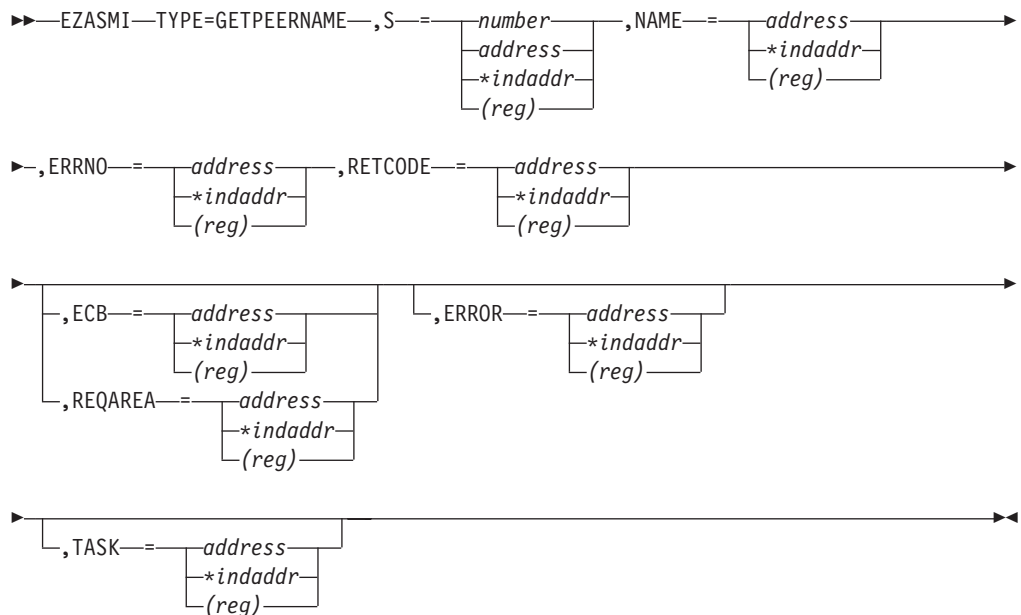 EZASMI TYPE=GETPEERNAME ,S = number ,NAME = address
address *indaddr
*indaddr (reg)
(reg)
,ERRNO = address ,RETCODE = address
*indaddr *indaddr
(reg) (reg)
,ECB = address ,ERROR = address
*indaddr *indaddr
(reg) (reg)
,REQAREA = address
*indaddr
(reg)
,TASK = address
*indaddr
(reg)